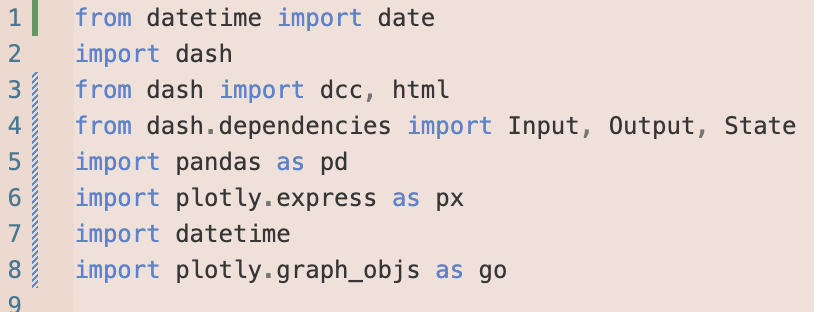 1 from datetime import date
2 import dash
3 from dash import dcc, html
4 from dash.dependencies import Input, Output, State
5 import pandas as pd
6 import plotly.express as px
7 import datetime
8 import plotly.graph_objs as go
9